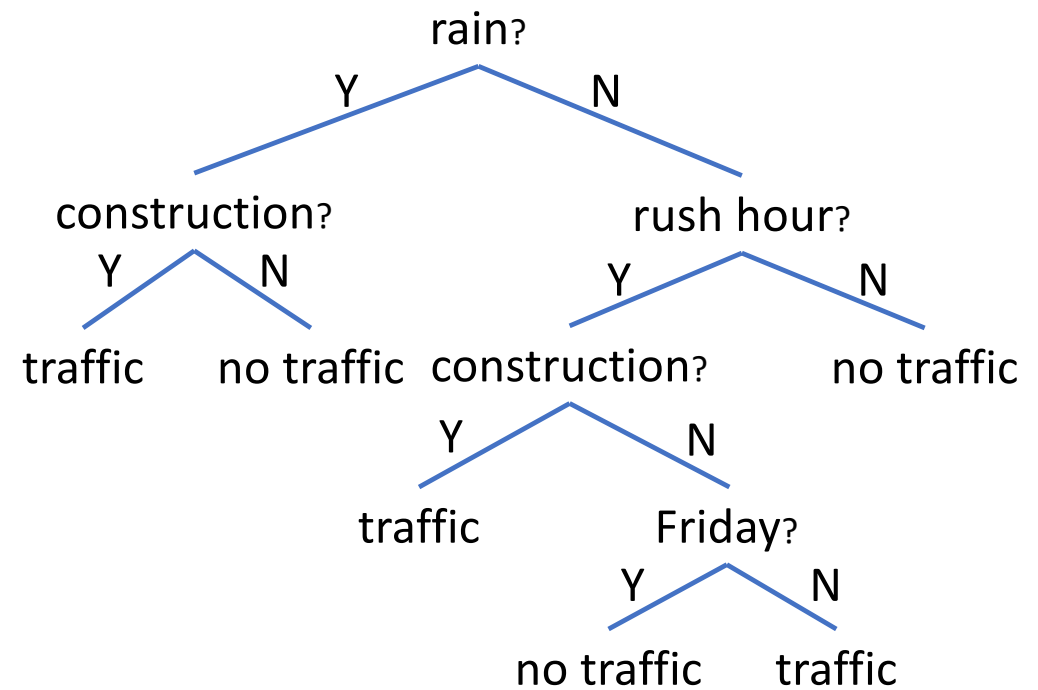 rain?
Y N
construction? rush hour?
Y N Y N
traffic no traffic construction? no traffic
Y N
traffic Friday?
Y N
no traffic traffic